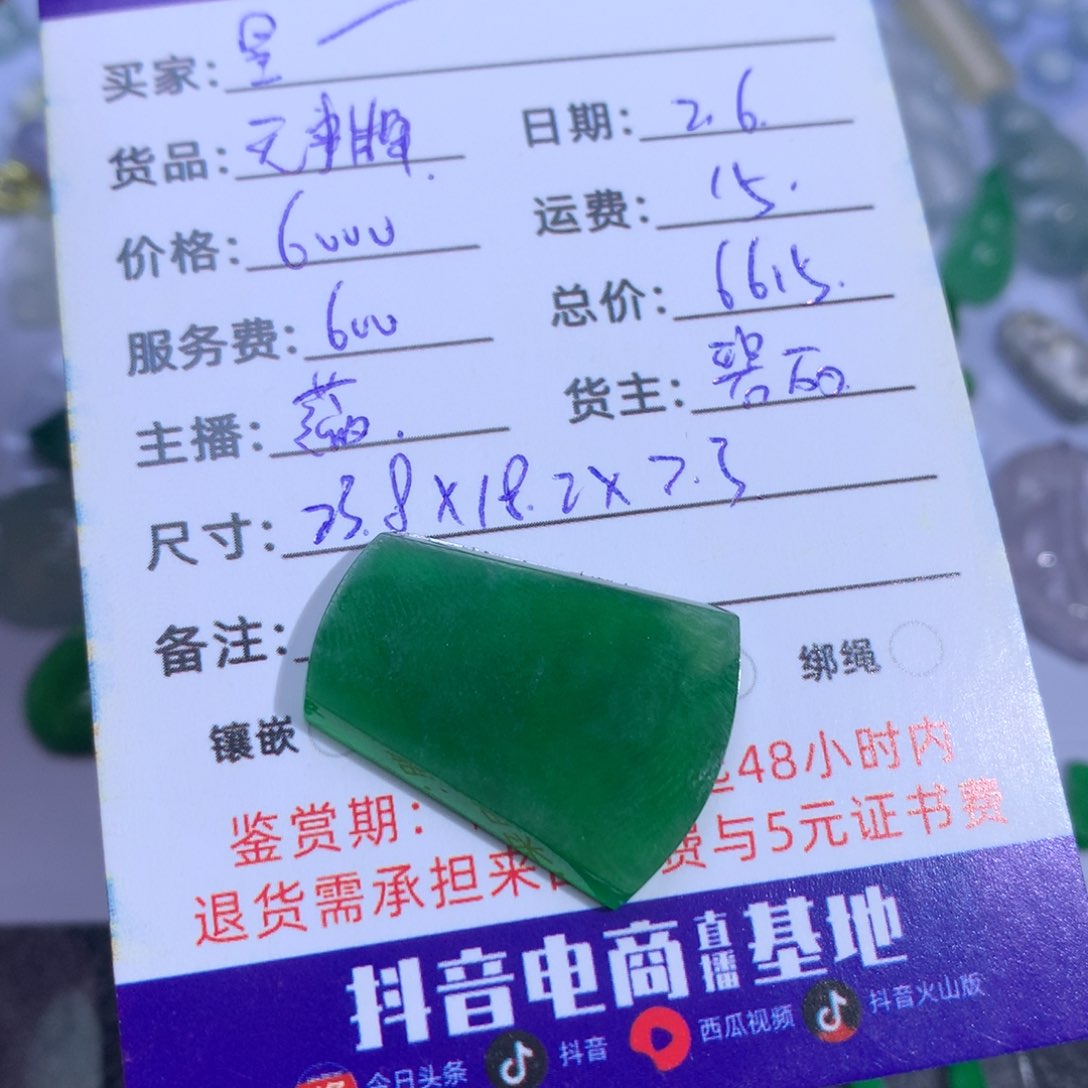 买家：星
货品：无事牌. 日期：2.6.
价格：6000 运费：15.
服务费：600 总价：6615.
主播： 货主：碧石
尺寸：
备注：
镶嵌 绑绳
鉴赏期： 48小时内
退货需承担来 费与5元证书费
抖音电商直播基地
今日头条 抖音 西瓜视频 抖音火山版